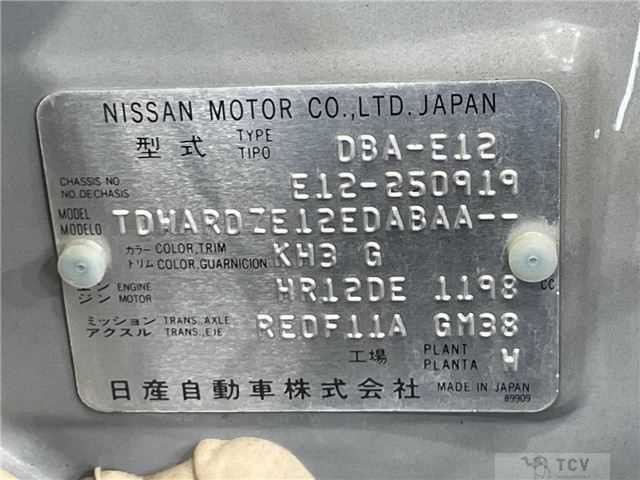 NISSAN MOTOR CO.,LTD. JAPAN
型式 TYPE TIPO DBA-E12
CHASSIS NO. NO.DE CHASIS E12-250919
MODEL MODELO TDWARDZE12EDABAA--
カラー COLOR,TRIM
トリム COLOR,GUARNICION KH3 G
エン ENGINE
ジン MOTOR HR12DE 1198 CC
ミッション TRANS.,AXLE
アクスル TRANS.,EJE RE0F11A GM38
工場 PLANT PLANTA W
日産自動車株式会社 MADE IN JAPAN
89909
TCV